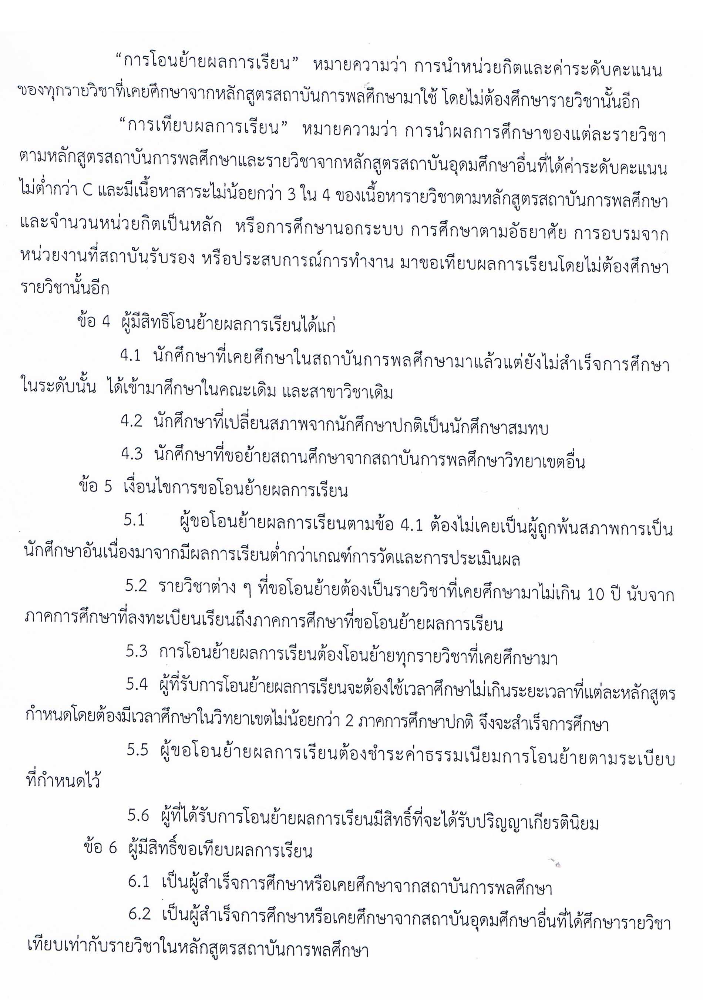 “การโอนย้ายผลการเรียน” หมายความว่า การนำหน่วยกิตและค่าระดับคะแนน
ของทุกรายวิชาที่เคยศึกษาจากหลักสูตรสถาบันการพลศึกษามาใช้ โดยไม่ต้องศึกษารายวิชานั้นอีก
“การเทียบผลการเรียน” หมายความว่า การนำผลการศึกษาของแต่ละรายวิชา
ตามหลักสูตรสถาบันการพลศึกษาและรายวิชาจากหลักสูตรสถาบันอุดมศึกษาอื่นที่ได้ค่าระดับคะแนน
ไม่ต่ำกว่า C และมีเนื้อหาสาระไม่น้อยกว่า 3 ใน 4 ของเนื้อหารายวิชาตามหลักสูตรสถาบันการพลศึกษา
และจำนวนหน่วยกิตเป็นหลัก หรือการศึกษานอกระบบ การศึกษาตามอัธยาศัย การอบรมจาก
หน่วยงานที่สถาบันรับรอง หรือประสบการณ์การทำงาน มาขอเทียบผลการเรียนโดยไม่ต้องศึกษา
รายวิชานั้นอีก
ข้อ 4 ผู้มีสิทธิโอนย้ายผลการเรียนได้แก่
4.1 นักศึกษาที่เคยศึกษาในสถาบันการพลศึกษามาแล้วแต่ยังไม่สำเร็จการศึกษา
ในระดับนั้น ได้เข้ามาศึกษาในคณะเดิม และสาขาวิชาเดิม
4.2 นักศึกษาที่เปลี่ยนสภาพจากนักศึกษาปกติเป็นนักศึกษาสมทบ
4.3 นักศึกษาที่ขอย้ายสถานศึกษาจากสถาบันการพลศึกษาวิทยาเขตอื่น
ข้อ 5 เงื่อนไขการขอโอนย้ายผลการเรียน
5.1 ผู้ขอโอนย้ายผลการเรียนตามข้อ 4.1 ต้องไม่เคยเป็นผู้ถูกพ้นสภาพการเป็น
นักศึกษาอันเนื่องมาจากมีผลการเรียนต่ำกว่าเกณฑ์การวัดและการประเมินผล
5.2 รายวิชาต่าง ๆ ที่ขอโอนย้ายต้องเป็นรายวิชาที่เคยศึกษามาไม่เกิน 10 ปี นับจาก
ภาคการศึกษาที่ลงทะเบียนเรียนถึงภาคการศึกษาที่ขอโอนย้ายผลการเรียน
5.3 การโอนย้ายผลการเรียนต้องโอนย้ายทุกรายวิชาที่เคยศึกษามา
5.4 ผู้ที่รับการโอนย้ายผลการเรียนจะต้องใช้เวลาศึกษาไม่เกินระยะเวลาที่แต่ละหลักสูตร
กำหนดโดยต้องมีเวลาศึกษาในวิทยาเขตไม่น้อยกว่า 2 ภาคการศึกษาปกติ จึงจะสำเร็จการศึกษา
5.5 ผู้ขอโอนย้ายผลการเรียนต้องชำระค่าธรรมเนียมการโอนย้ายตามระเบียบ
ที่กำหนดไว้
5.6 ผู้ที่ได้รับการโอนย้ายผลการเรียนมีสิทธิ์ที่จะได้รับปริญญาเกียรตินิยม
ข้อ 6 ผู้มีสิทธิ์ขอเทียบผลการเรียน
6.1 เป็นผู้สำเร็จการศึกษาหรือเคยศึกษาจากสถาบันการพลศึกษา
6.2 เป็นผู้สำเร็จการศึกษาหรือเคยศึกษาจากสถาบันอุดมศึกษาอื่นที่ได้ศึกษารายวิชา
เทียบเท่ากับรายวิชาในหลักสูตรสถาบันการพลศึกษา